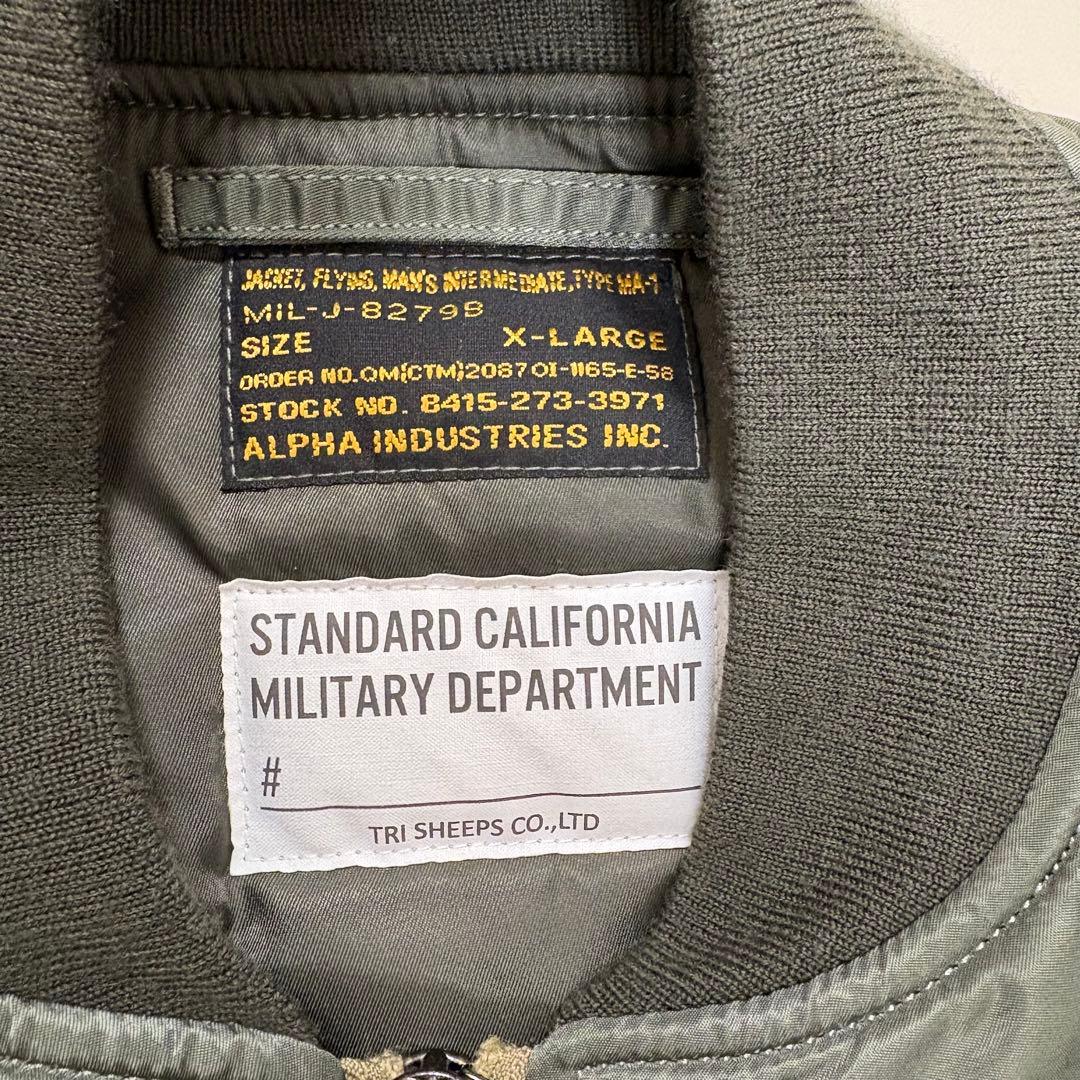 JACKET, FLYING, MAN'S INTERMEDIATE, TYPE MA-1
MIL-J-8279B
SIZE X-LARGE
ORDER NO.QM(CTM)2087OI-1165-E-58
STOCK NO. 8415-273-3971
ALPHA INDUSTRIES INC.
STANDARD CALIFORNIA
MILITARY DEPARTMENT
#
TRI SHEEPS CO.,LTD